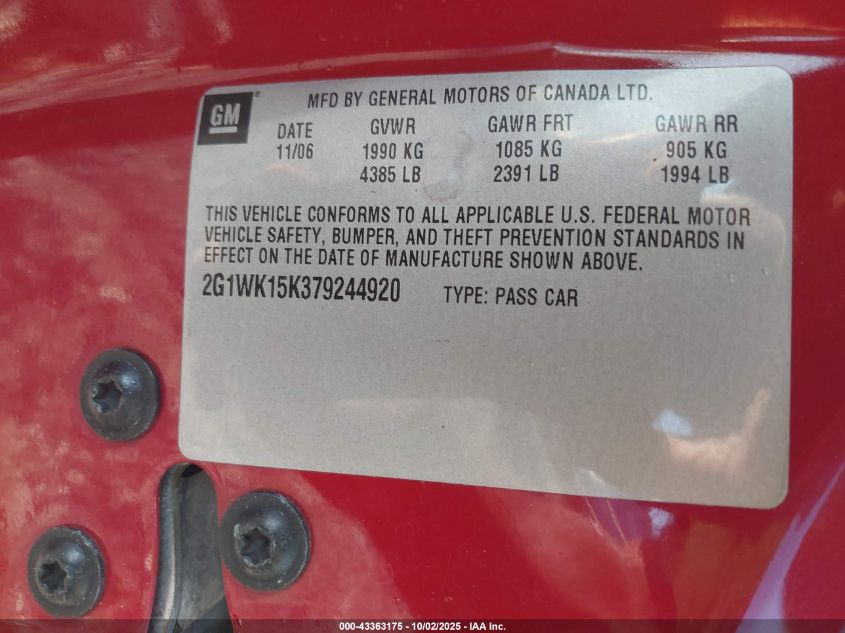 GM
MFD BY GENERAL MOTORS OF CANADA LTD.
DATE GVWR GAWR FRT GAWR RR
11/06 1990 KG 1085 KG 905 KG
4385 LB 2391 LB 1994 LB
THIS VEHICLE CONFORMS TO ALL APPLICABLE U.S. FEDERAL MOTOR
VEHICLE SAFETY, BUMPER, AND THEFT PREVENTION STANDARDS IN
EFFECT ON THE DATE OF MANUFACTURE SHOWN ABOVE.
2G1WK15K379244920 TYPE: PASS CAR
000-43363175 - 10/02/2025 - IAA Inc.